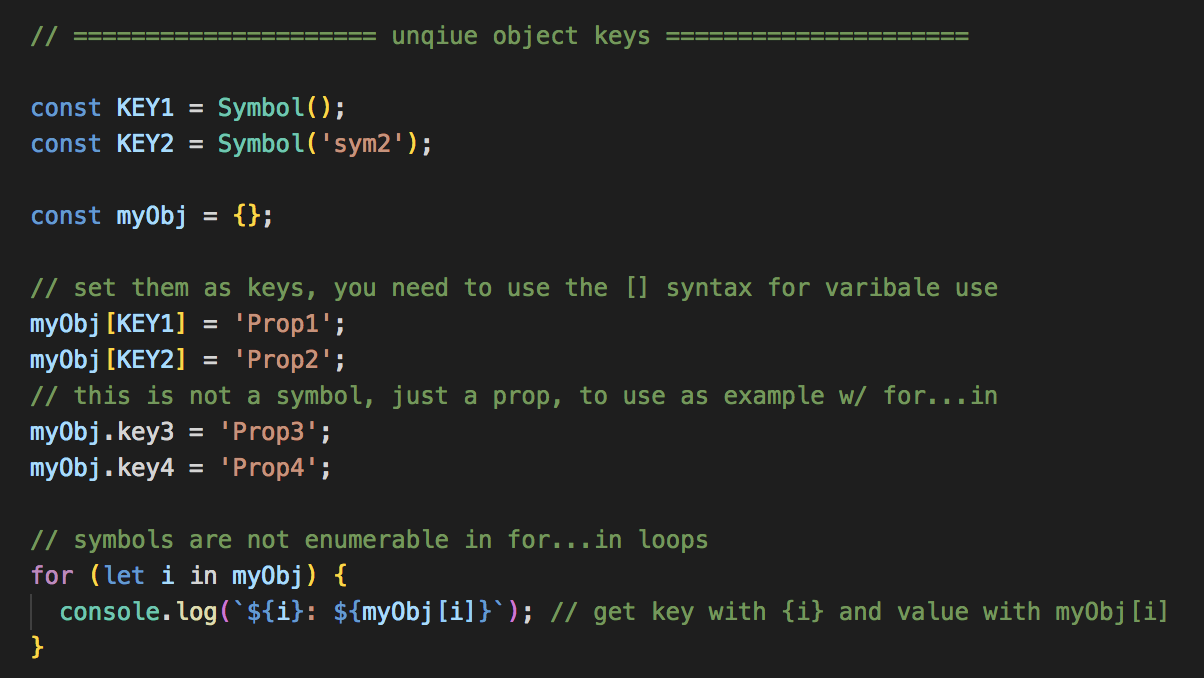 // ===================== unqiue object keys =====================
const KEY1 = Symbol();
const KEY2 = Symbol('sym2');
const myObj = {};
// set them as keys, you need to use the [] syntax for varibale use
myObj[KEY1] = 'Prop1';
myObj[KEY2] = 'Prop2';
// this is not a symbol, just a prop, to use as example w/ for...in
myObj.key3 = 'Prop3';
myObj.key4 = 'Prop4';
// symbols are not enumerable in for...in loops
for (let i in myObj) {
  console.log(`${i}: ${myObj[i]}`); // get key with {i} and value with myObj[i]
}